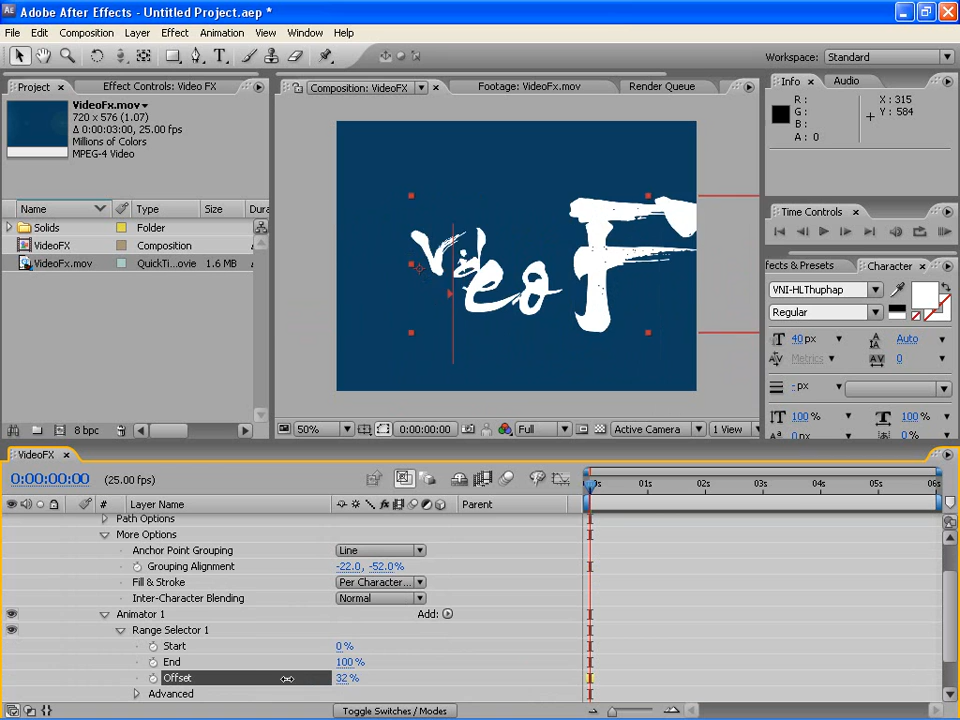 Adobe After Effects - Untitled Project.aep *
File Edit Composition Layer Effect Animation View Window Help
Workspace: Standard
Project Effect Controls: Video FX
Composition: VideoFX Footage: VideoFx.mov Render Queue
Info Audio
VideoFx.mov
720 x 576 (1.07)
Δ 0:00:03:00, 25.00 fps
Millions of Colors
MPEG-4 Video
R: X: 315
G: Y: 584
B:
A: 0
Name Type Size Dura
Solids Folder
VideoFX Composition
VideoFx.mov QuickTi...ovie 1.6 MB
Video F
Time Controls
ffects & Presets Character
VNI-HLThuphap
Regular
40 px Auto
Metrics 0
- px
100 % 100 %
0 px 0 %
8 bpc
50% 0:00:00:00 Full Active Camera 1 View
VideoFX
0:00:00:00 (25.00 fps)
# Layer Name Parent
01s 02s 03s 04s 05s 06s
Path Options
More Options
Anchor Point Grouping Line
Grouping Alignment -22.0, -52.0%
Fill & Stroke Per Character...
Inter-Character Blending Normal
Animator 1 Add:
Range Selector 1
Start 0 %
End 100 %
Offset 32 %
Advanced
Toggle Switches / Modes